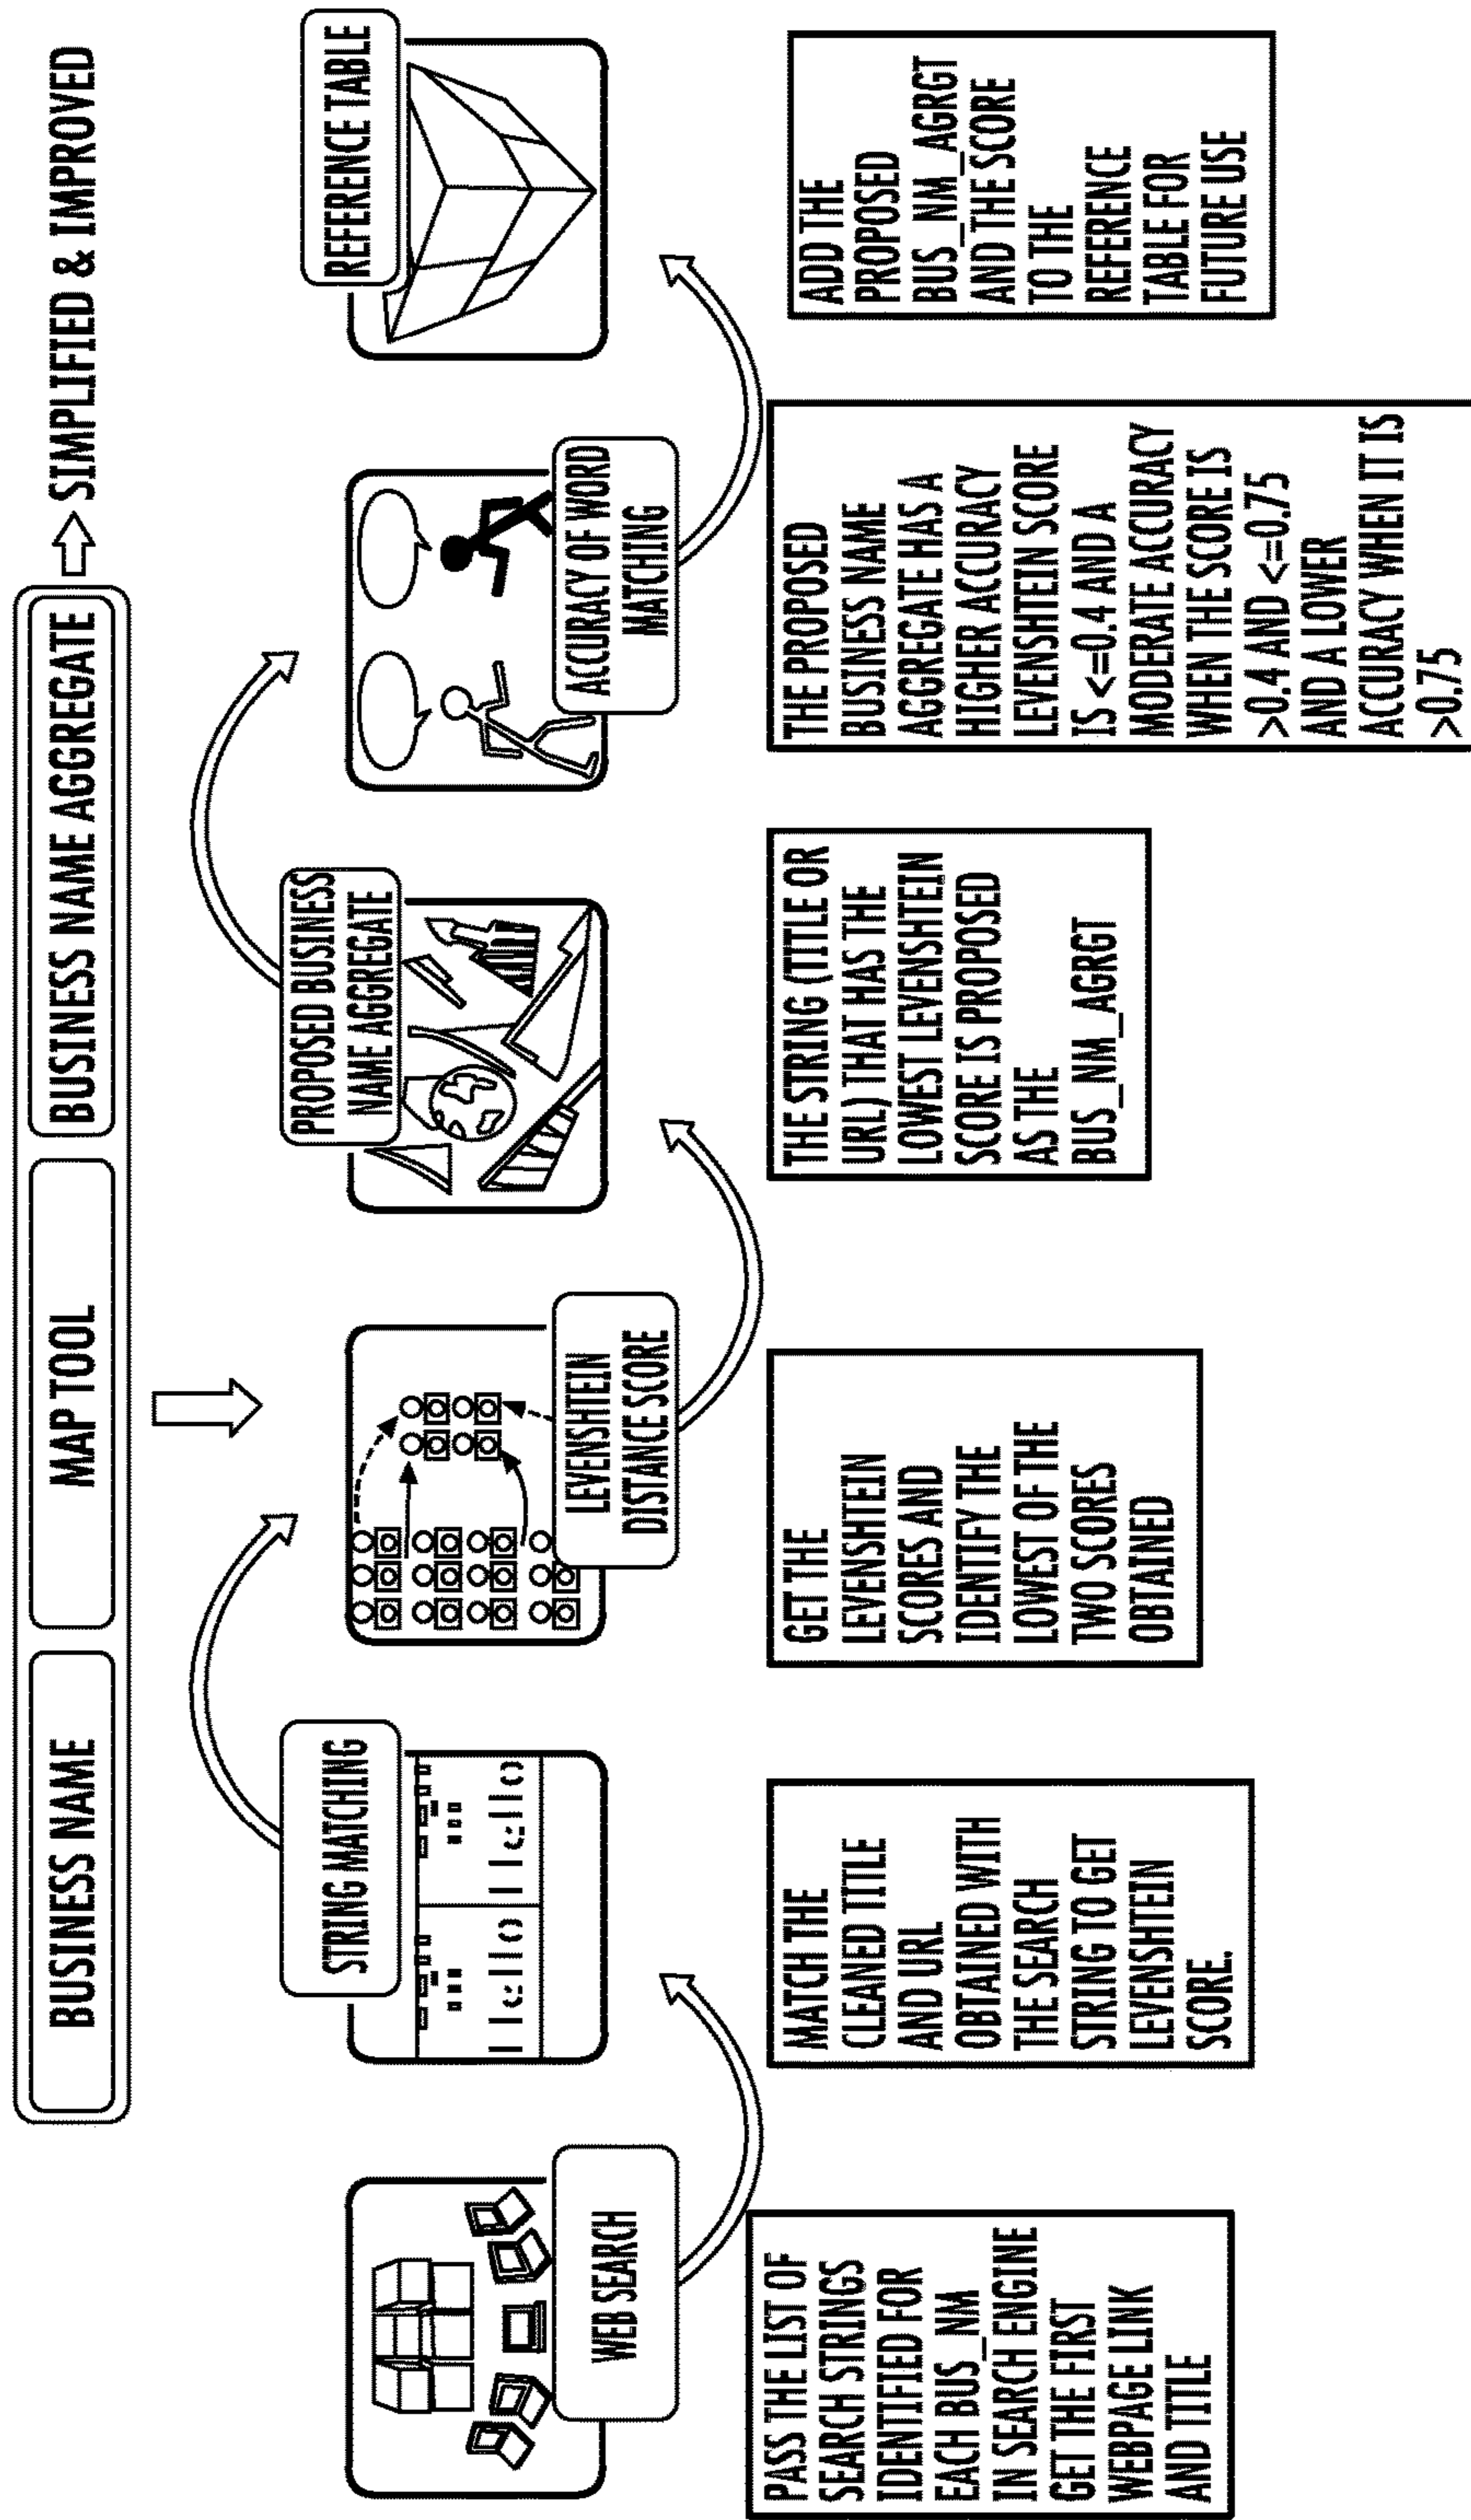 BUSINESS NAME
MAP TOOL
BUSINESS NAME AGGREGATE
SIMPLIFIED & IMPROVED
WEB SEARCH
PASS THE LIST OF
SEARCH STRINGS
IDENTIFIED FOR
EACH BUS_NM
IN SEARCH ENGINE
GET THE FIRST
WEBPAGE LINK
AND TITLE
STRING MATCHING
MATCH THE
CLEANED TITLE
AND URL
OBTAINED WITH
THE SEARCH
STRING TO GET
LEVENSHTEIN
SCORE.
LEVENSHTEIN
DISTANCE SCORE
GET THE
LEVENSHTEIN
SCORES AND
IDENTIFY THE
LOWEST OF THE
TWO SCORES
OBTAINED
PROPOSED BUSINESS
NAME AGGREGATE
THE STRING (TITLE OR
URL) THAT HAS THE
LOWEST LEVENSHTEIN
SCORE IS PROPOSED
AS THE
BUS_NM_AGRGT
ACCURACY OF WORD
MATCHING
THE PROPOSED
BUSINESS NAME
AGGREGATE HAS A
HIGHER ACCURACY
LEVENSHTEIN SCORE
IS <=0.4 AND A
MODERATE ACCURACY
WHEN THE SCORE IS
>0.4 AND <=0.75
AND A LOWER
ACCURACY WHEN IT IS
>0.75
REFERENCE TABLE
ADD THE
PROPOSED
BUS_NM_AGRGT
AND THE SCORE
TO THE
REFERENCE
TABLE FOR
FUTURE USE